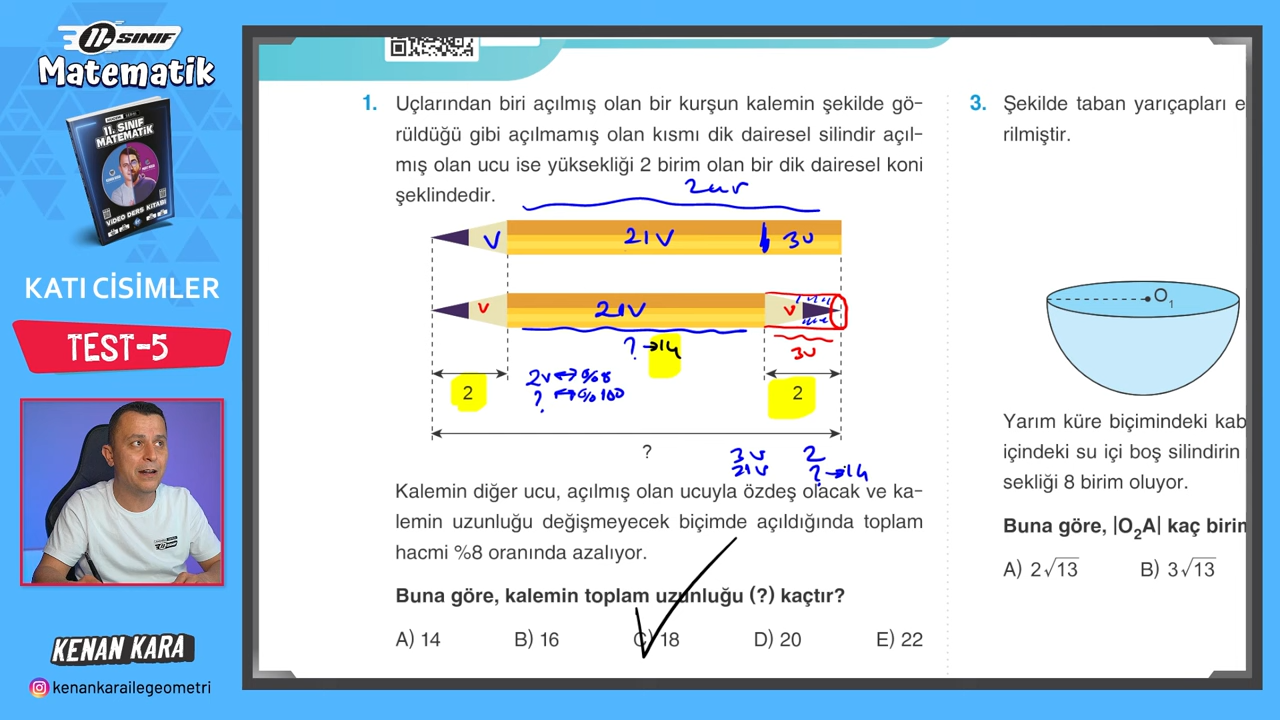 11. SINIF
Matematik
11. SINIF
MATEMATİK
VİDEO DERS KİTABI
KATI CİSİMLER
TEST-5
KENAN KARA
kenankarailegeometri
1. Uçlarından biri açılmış olan bir kurşun kalemin şekilde gö-
rüldüğü gibi açılmamış olan kısmı dik dairesel silindir açıl-
mış olan ucu ise yüksekliği 2 birim olan bir dik dairesel koni
şeklindedir.
V 21V 3V
V 21V V
? → 14
3V
2V ↔ %8
? ↔ %100
2 2
?
3V 2
21V ? → 14
Kalemin diğer ucu, açılmış olan ucuyla özdeş olacak ve ka-
lemin uzunluğu değişmeyecek biçimde açıldığında toplam
hacmi %8 oranında azalıyor.
Buna göre, kalemin toplam uzunluğu (?) kaçtır?
A) 14 B) 16 C) 18 D) 20 E) 22
3. Şekilde taban yarıçapları e
rilmiştir.
O1
Yarım küre biçimindeki kab
içindeki su içi boş silindirin
sekliği 8 birim oluyor.
Buna göre, |O2A| kaç birim
A) 2√13 B) 3√13